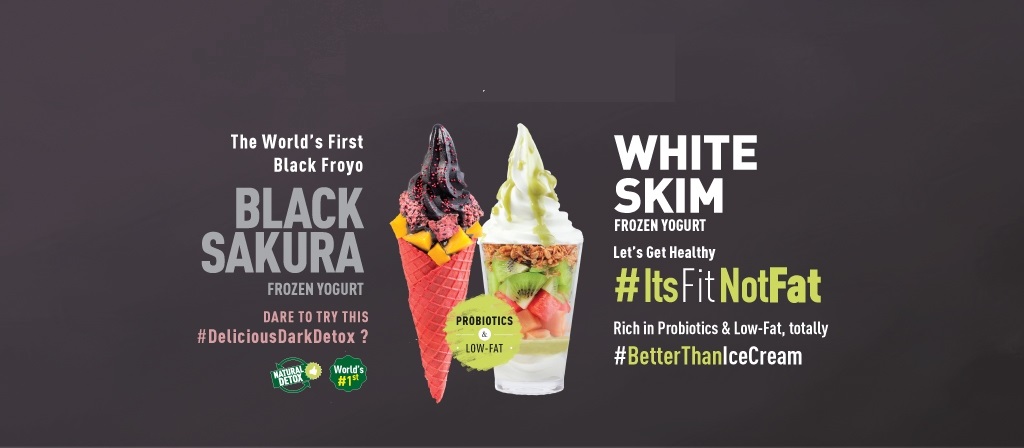 The World's First
Black Froyo
BLACK
SAKURA
FROZEN YOGURT
DARE TO TRY THIS
#DeliciousDarkDetox ?
NATURAL
DETOX
World's
#1st
PROBIOTICS
&
LOW-FAT
WHITE
SKIM
FROZEN YOGURT
Let's Get Healthy
#ItsFitNotFat
Rich in Probiotics & Low-Fat, totally
#BetterThanIceCream